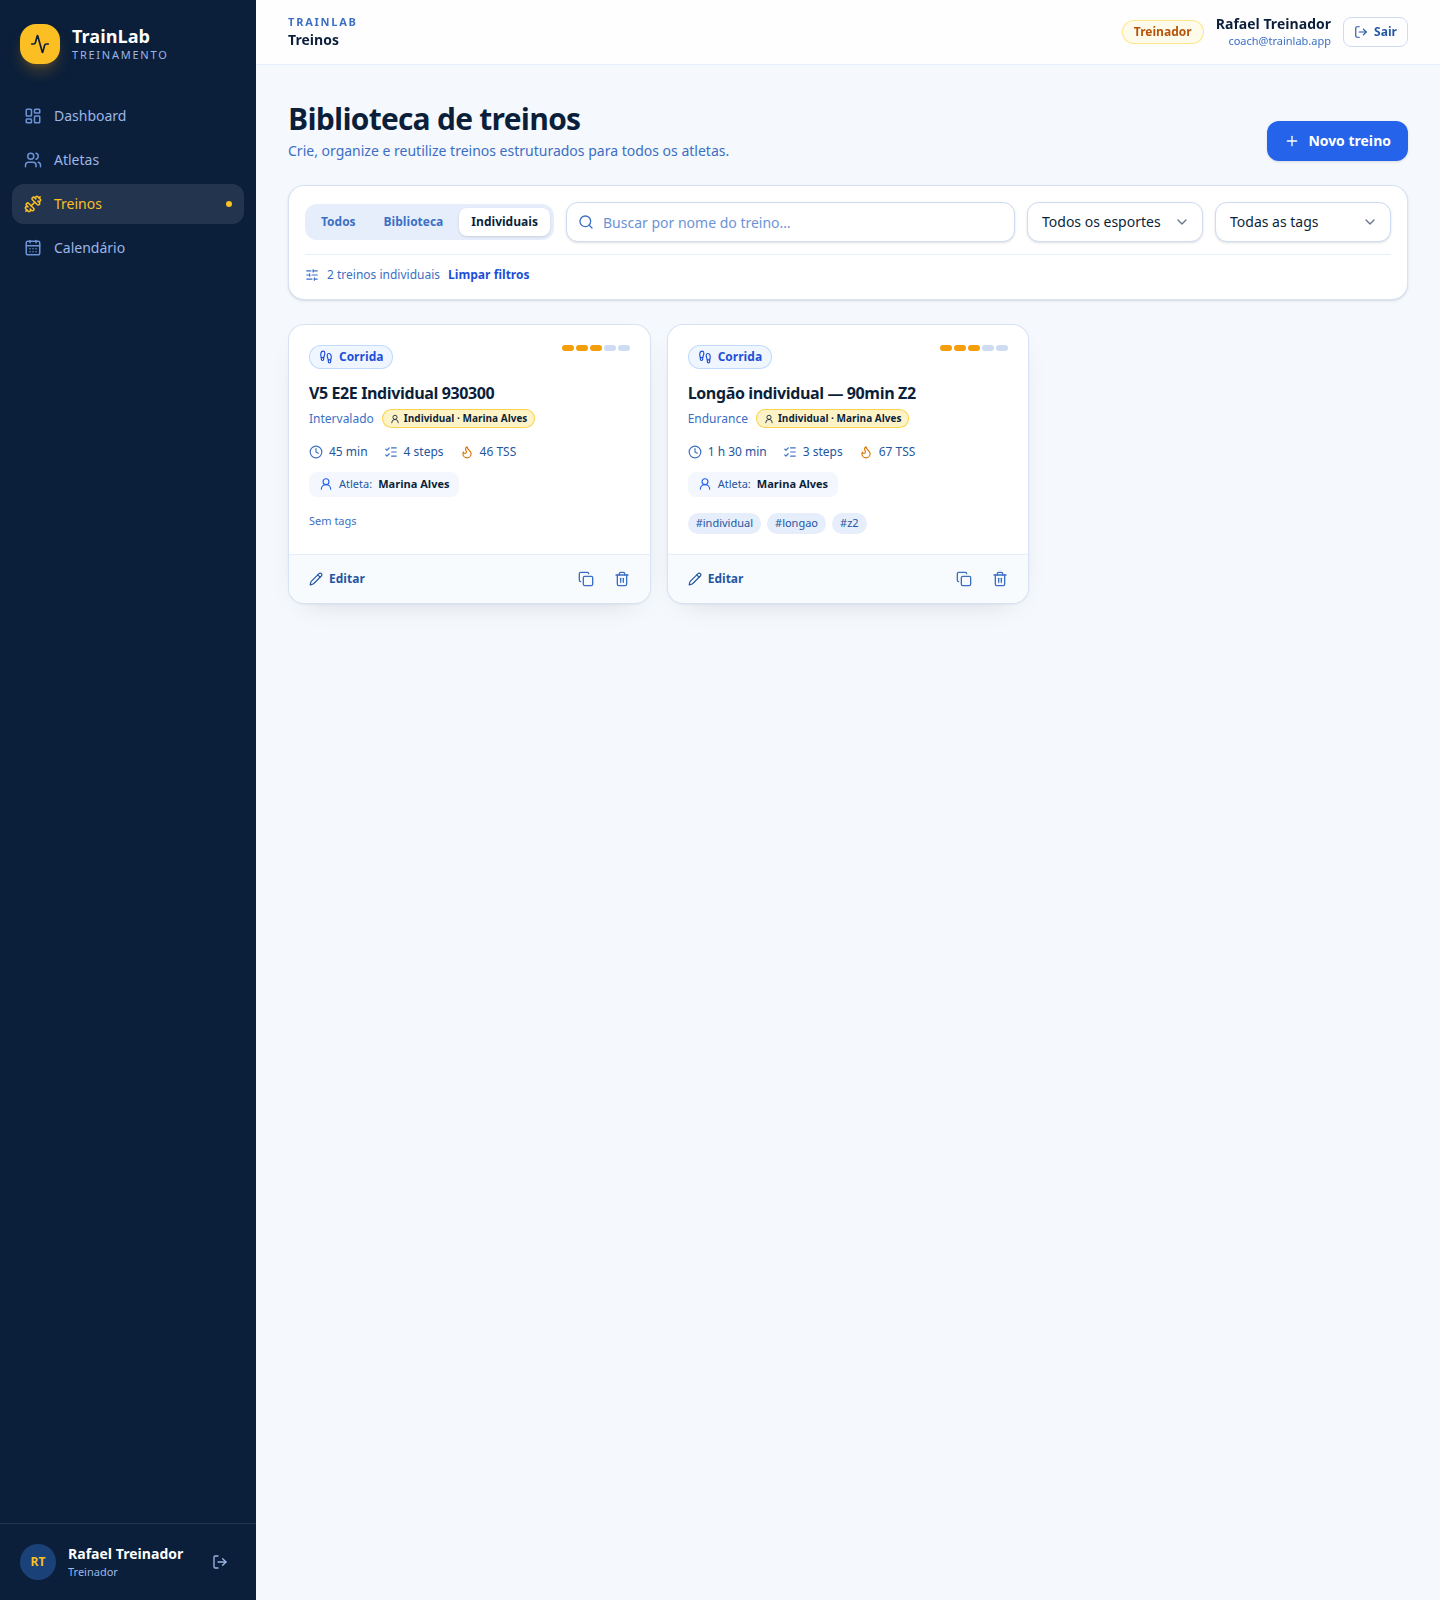 TrainLab
TREINAMENTO
Dashboard
Atletas
Treinos
Calendário
RT
Rafael Treinador
Treinador
TRAINLAB
Treinos
Treinador
Rafael Treinador
coach@trainlab.app
Sair
Biblioteca de treinos
Crie, organize e reutilize treinos estruturados para todos os atletas.
Novo treino
Todos Biblioteca Individuais
Buscar por nome do treino...
Todos os esportes
Todas as tags
2 treinos individuais Limpar filtros
Corrida
V5 E2E Individual 930300
Intervalado Individual · Marina Alves
45 min 4 steps 46 TSS
Atleta: Marina Alves
Sem tags
Editar
Corrida
Longão individual — 90min Z2
Endurance Individual · Marina Alves
1 h 30 min 3 steps 67 TSS
Atleta: Marina Alves
#individual #longao #z2
Editar